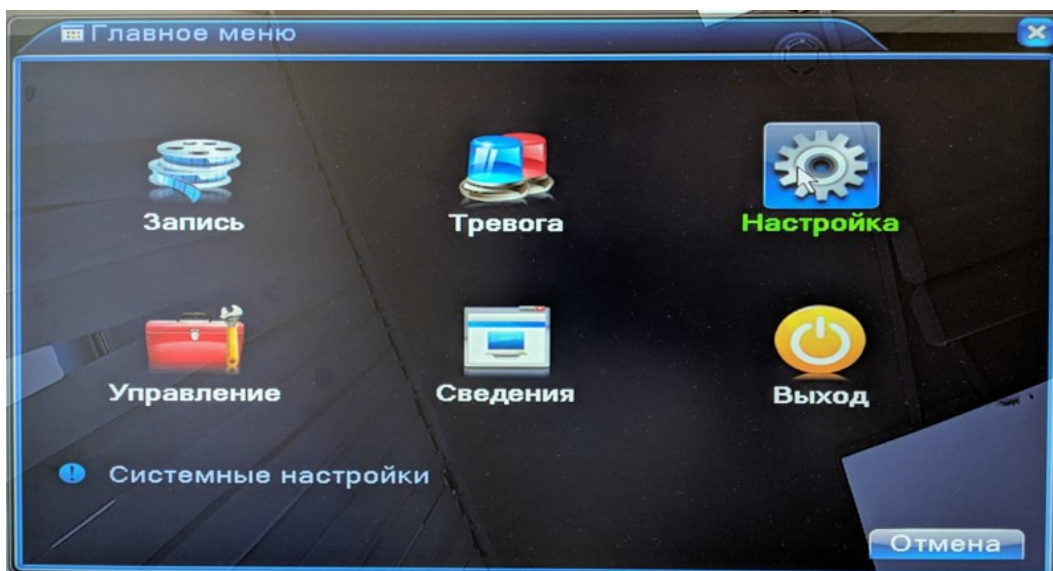 Главное меню
Запись
Тревога
Настройка
Управление
Сведения
Выход
Системные настройки
Отмена